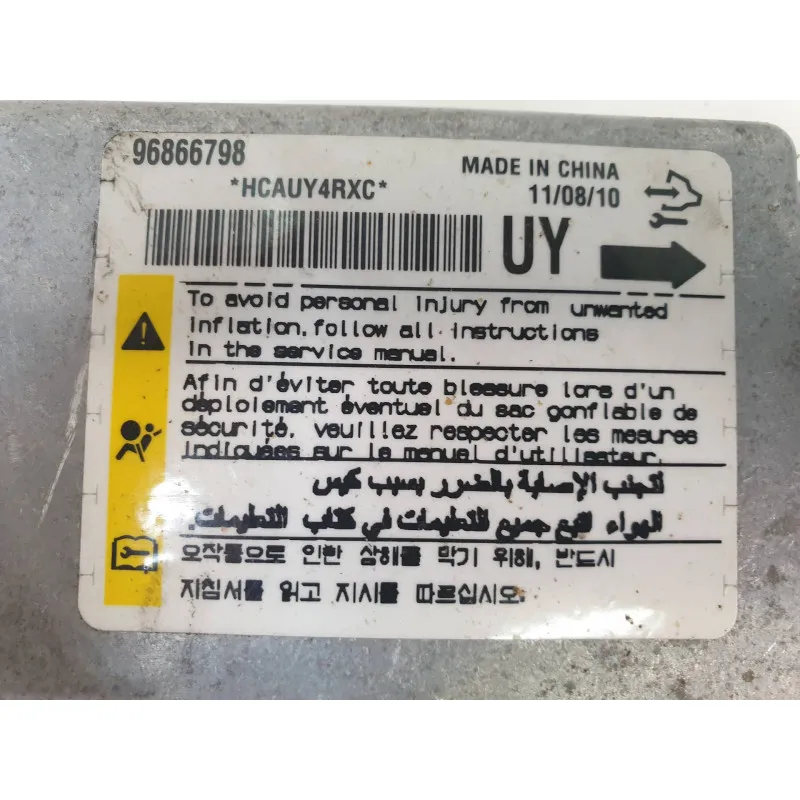 96866798
MADE IN CHINA
*HCAUY4RXC*
11/08/10
UY
To avoid personal injury from unwanted
inflation, follow all instructions
in the service manual.
Afin d'éviter toute blessure lors d'un
déploiement éventuel du sac gonflable de
sécurité, veuillez respecter les mesures
indiquées sur le manuel d'utilisateur.
لتجنب الإصابة بالضرر بسبب كيس
الهواء اتبع جميع التعليمات في كتاب التعليمات.
오작동으로 인한 상해를 막기 위해, 반드시
지침서를 읽고 지시를 따르십시오.